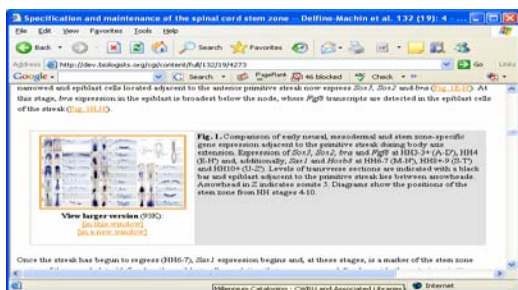 Specification and maintenance of the spinal cord stem zone -- Delfino-Machin et al. 132 (19): 4 ...
File Edit View Favorites Tools Help
Back Search Favorites
Address http://dev.biologists.org/cgi/content/full/132/19/4273 Go Links
Google Search PageRank 46 blocked Check
narrowed and epiblast cells located adjacent to the anterior primitive streak now express Sox3, Sox2 and bra (Fig. 1E-H). At
this stage, bra expression in the epiblast is broadest below the node, where Fgf8 transcripts are detected in the epiblast cells
of the streak
Fig. 1. Comparison of early neural, mesodermal and stem zone-specific
gene expression adjacent to the primitive streak during body axis
extension. Expression of Sox3, Sox2, bra and Fgf8 at HH3-3+ (A-D'), HH4
(E-H') and, additionally, Sax1 and
at HH6-7 (M-H'), HH8+-9
and HH10+ (U-Z'). Levels of transverse sections are indicated with a black
bar and epiblast adjacent to the primitive streak lies between arrowheads.
Arrowhead in Z indicates somite 5. Diagrams show the positions of the
stem zone from HH stages 4-10.
View larger version (93K):
[in this window]
[in a new window]
Once the streak has begun to regress (HH6-7), Sax1 expression begins and, at these stages, is a marker of the stem zone
Millennium Cataloging - CWRU and Associated Libraries
Internet